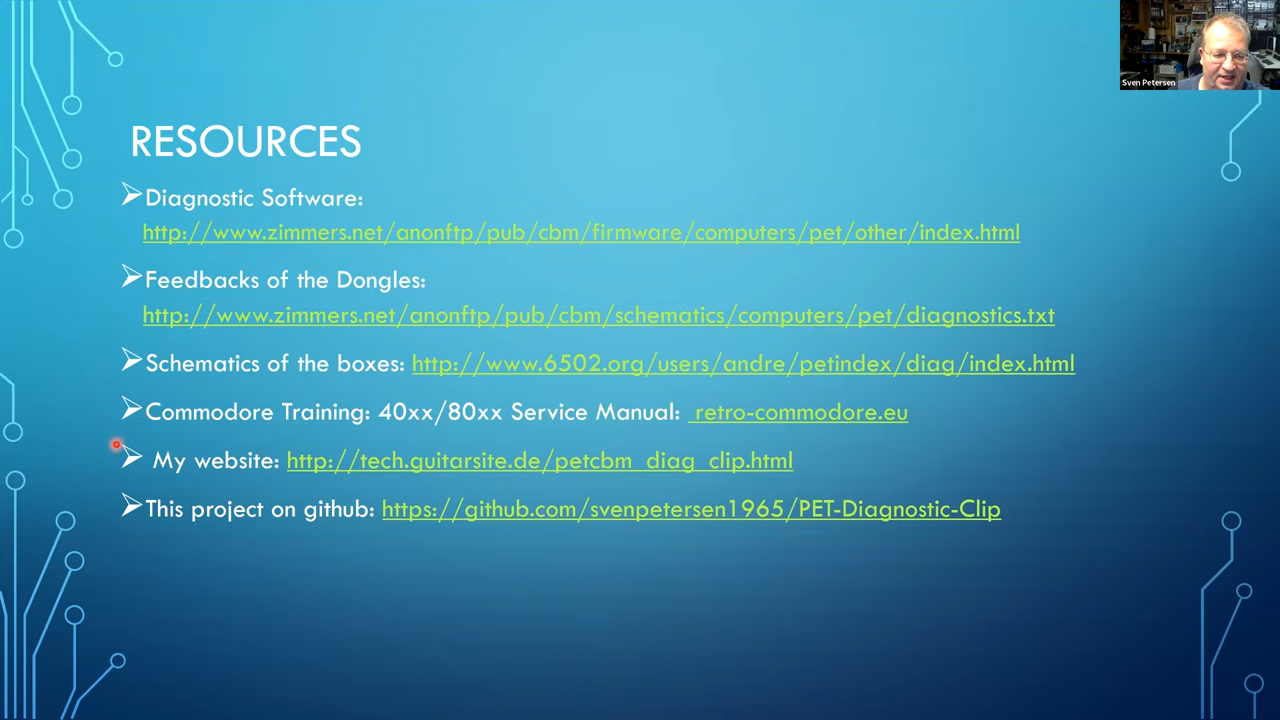 Sven Petersen
RESOURCES
Diagnostic Software:
http://www.zimmers.net/anonftp/pub/cbm/firmware/computers/pet/other/index.html
Feedbacks of the Dongles:
http://www.zimmers.net/anonftp/pub/cbm/schematics/computers/pet/diagnostics.txt
Schematics of the boxes: http://www.6502.org/users/andre/petindex/diag/index.html
Commodore Training: 40xx/80xx Service Manual: retro-commodore.eu
My website: http://tech.guitarsite.de/petcbm_diag_clip.html
This project on github: https://github.com/svenpetersen1965/PET-Diagnostic-Clip